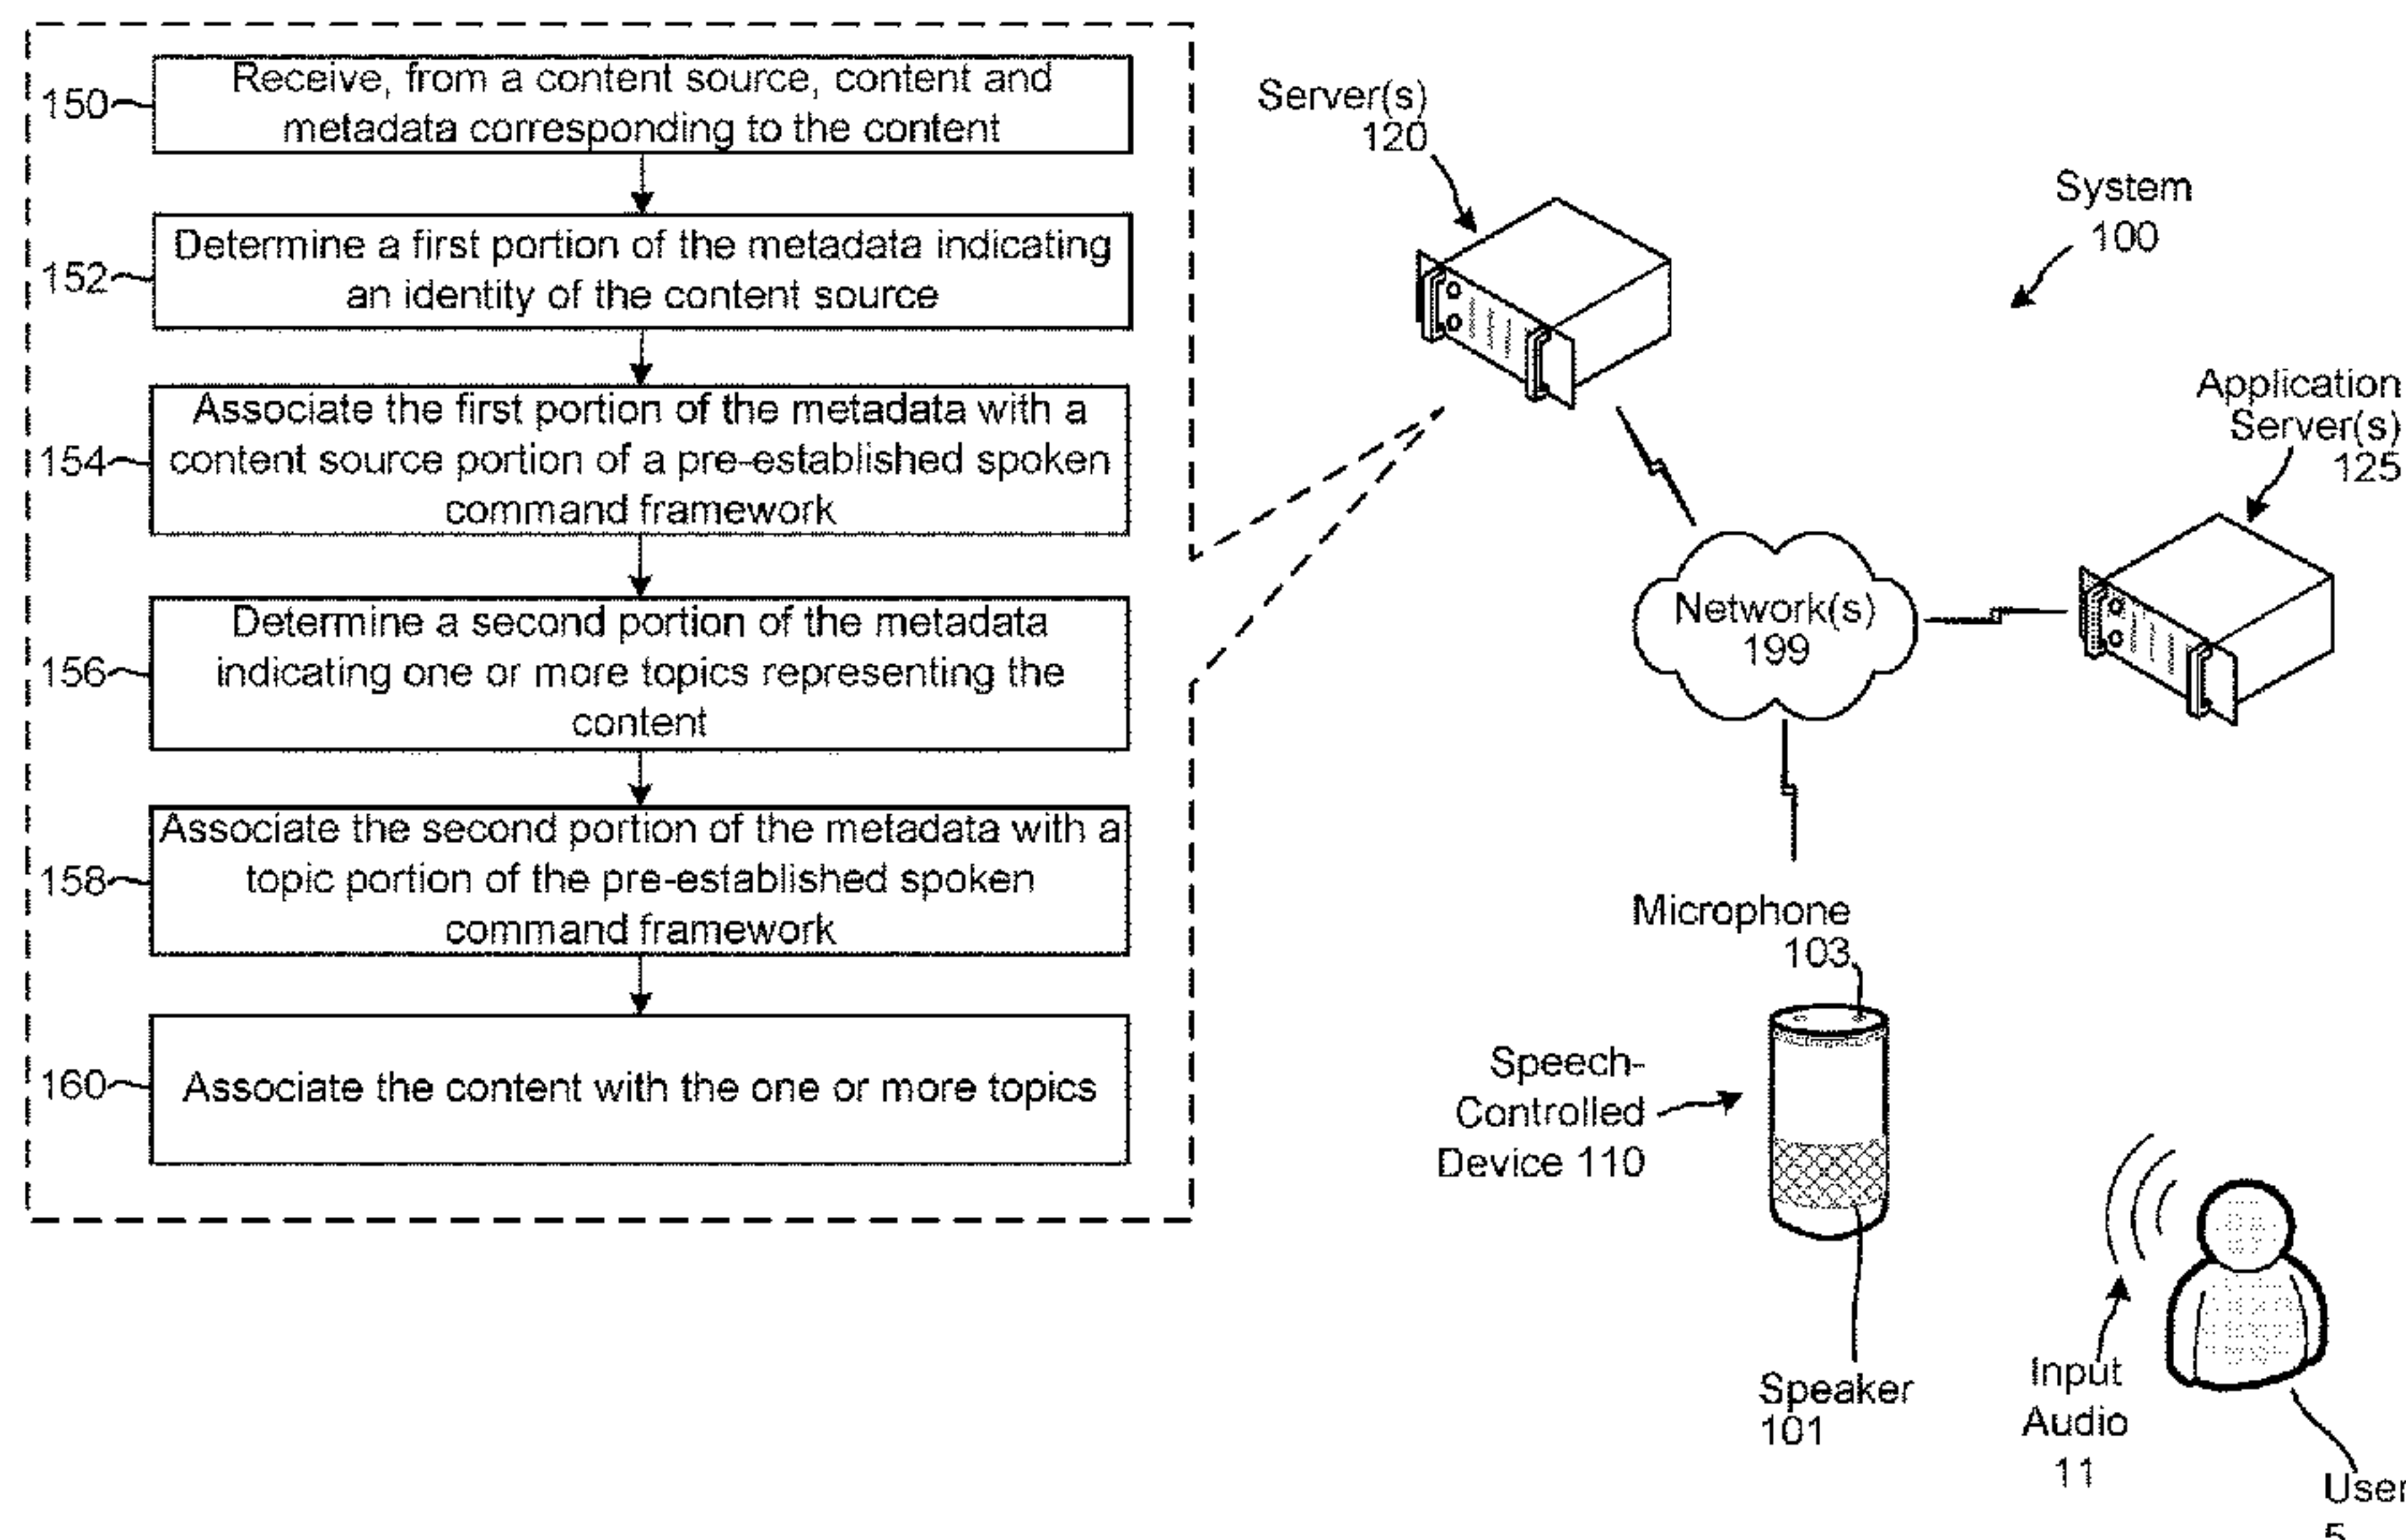 150
Receive, from a content source, content and
metadata corresponding to the content
152
Determine a first portion of the metadata indicating
an identity of the content source
154
Associate the first portion of the metadata with a
content source portion of a pre-established spoken
command framework
156
Determine a second portion of the metadata
indicating one or more topics representing the
content
158
Associate the second portion of the metadata with a
topic portion of the pre-established spoken
command framework
160
Associate the content with the one or more topics
Server(s)
120
System
100
Application
Server(s)
125
Network(s)
199
Microphone
103
Speech-
Controlled
Device 110
Speaker
101
Input
Audio
11
User
5